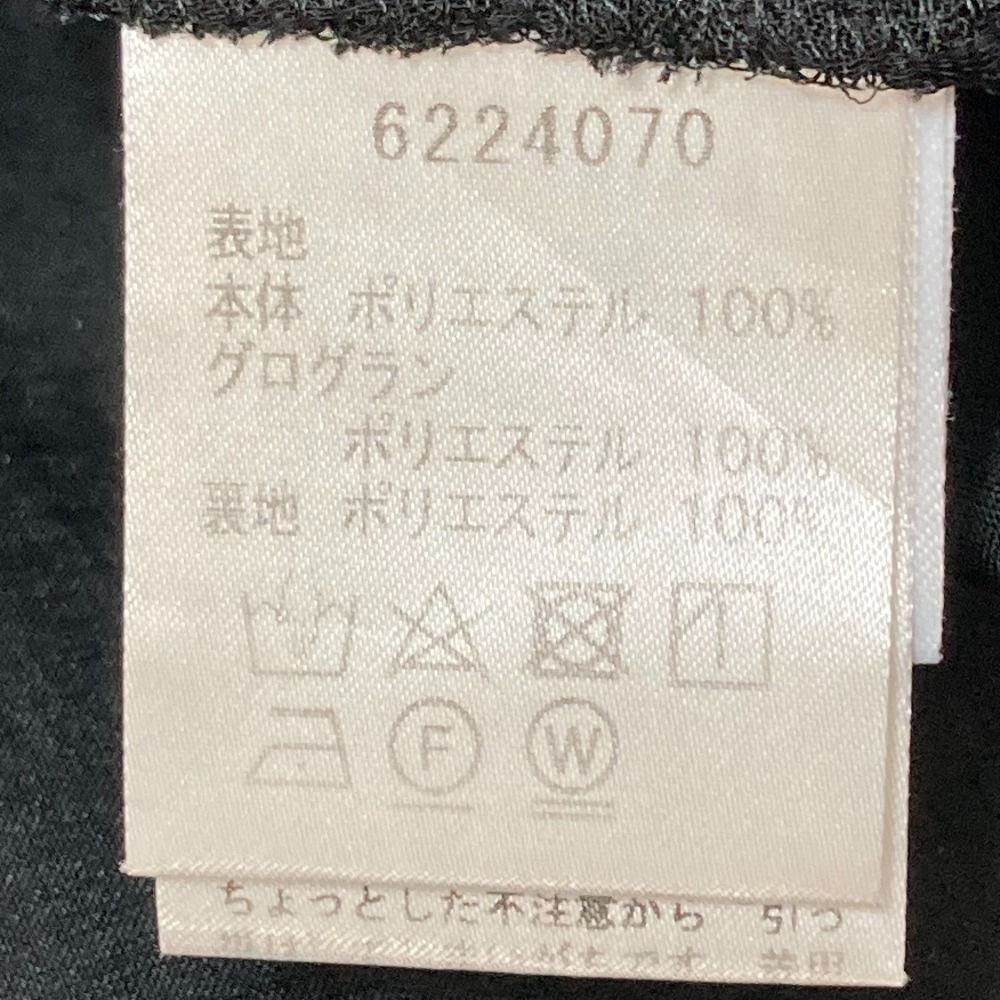 6224070
表地
本体 ポリエステル 100%
グログラン
ポリエステル 100%
裏地 ポリエステル 100%
F W
ちょっとした不注意から 引っ